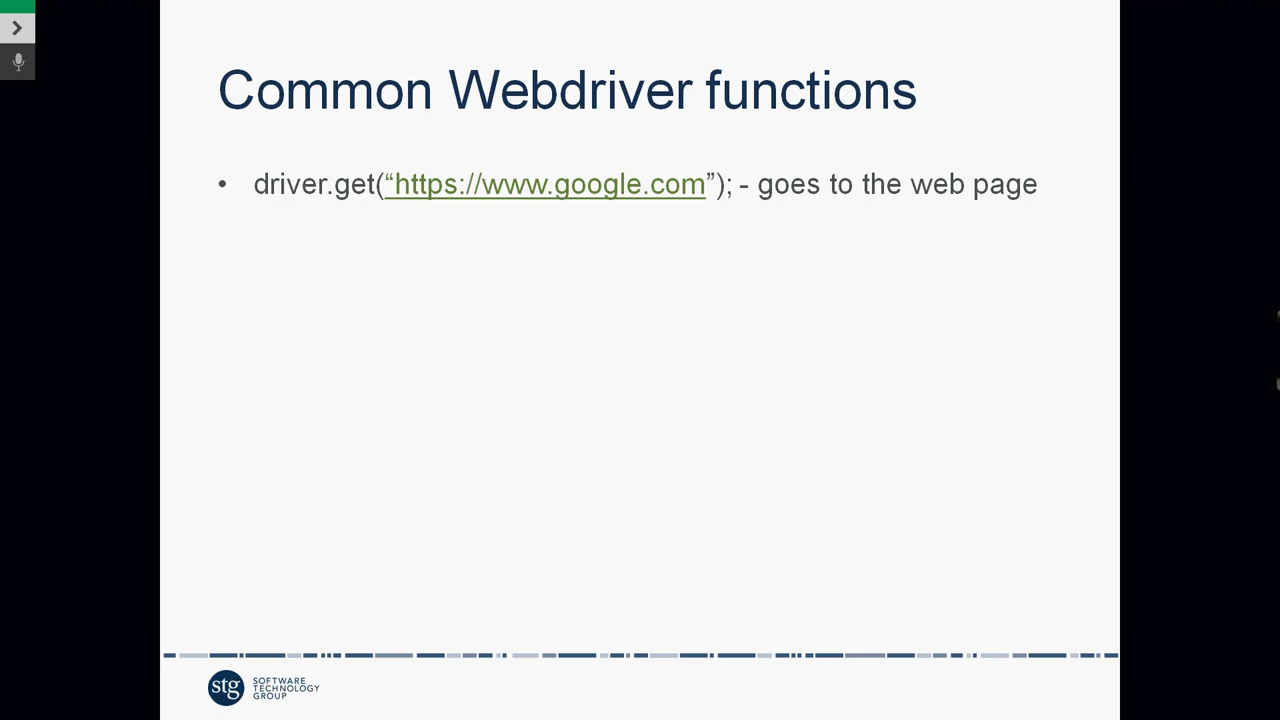 Common Webdriver functions
• driver.get(“https://www.google.com”); - goes to the web page
stg
SOFTWARE
TECHNOLOGY
GROUP